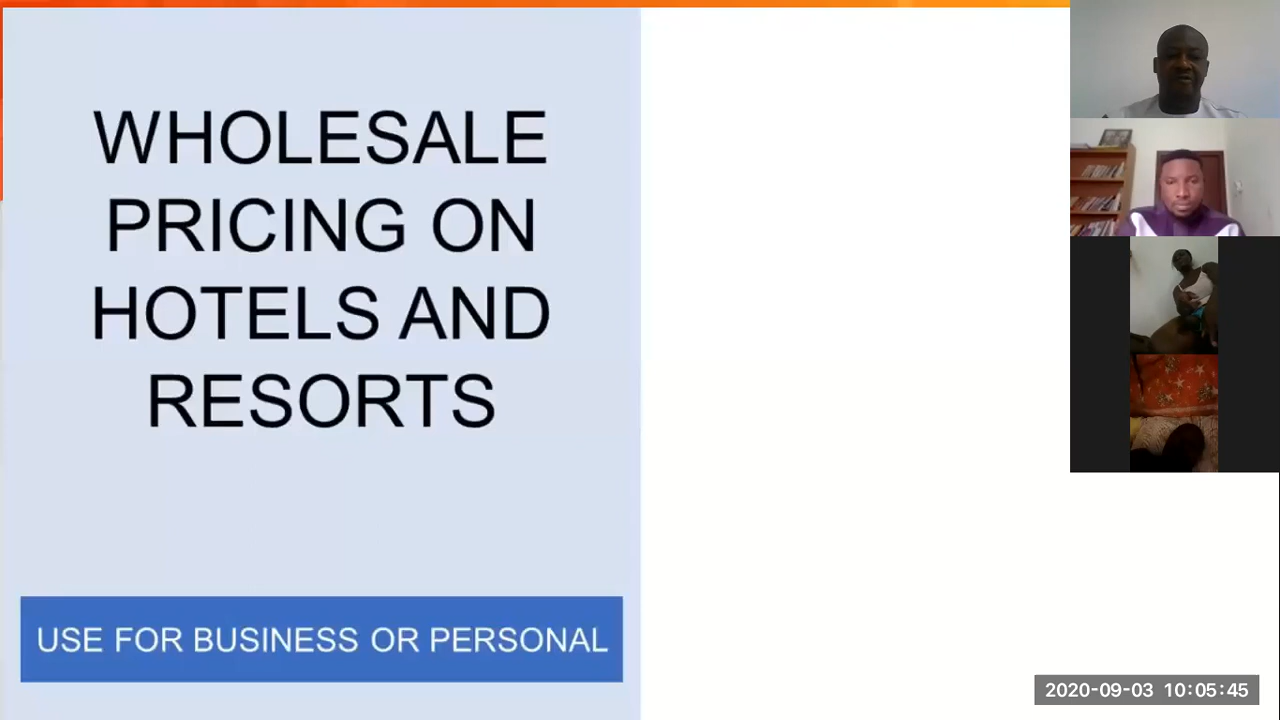 WHOLESALE
PRICING ON
HOTELS AND
RESORTS
USE FOR BUSINESS OR PERSONAL
2020-09-03 10:05:45